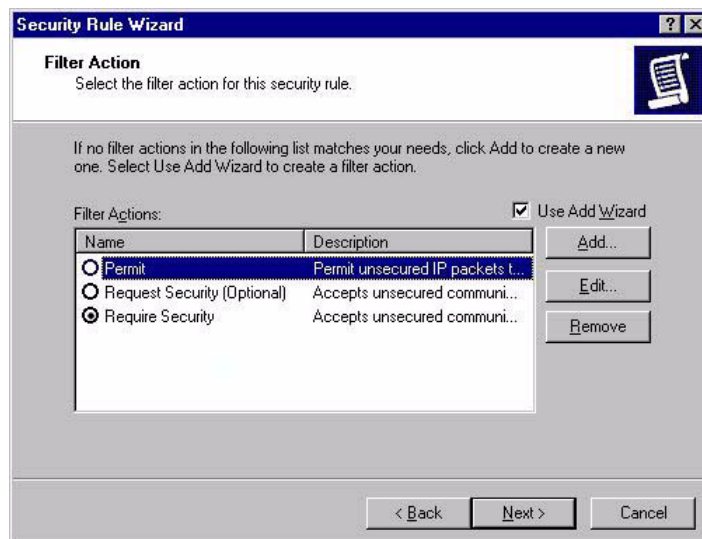 Security Rule Wizard
Filter Action
Select the filter action for this security rule.
If no filter actions in the following list matches your needs, click Add to create a new
one. Select Use Add Wizard to create a filter action.
Filter Actions:
Use Add Wizard
Name Description
Permit Permit unsecured IP packets t...
Request Security (Optional) Accepts unsecured communi...
Require Security Accepts unsecured communi...
Add...
Edit...
Remove
< Back Next > Cancel